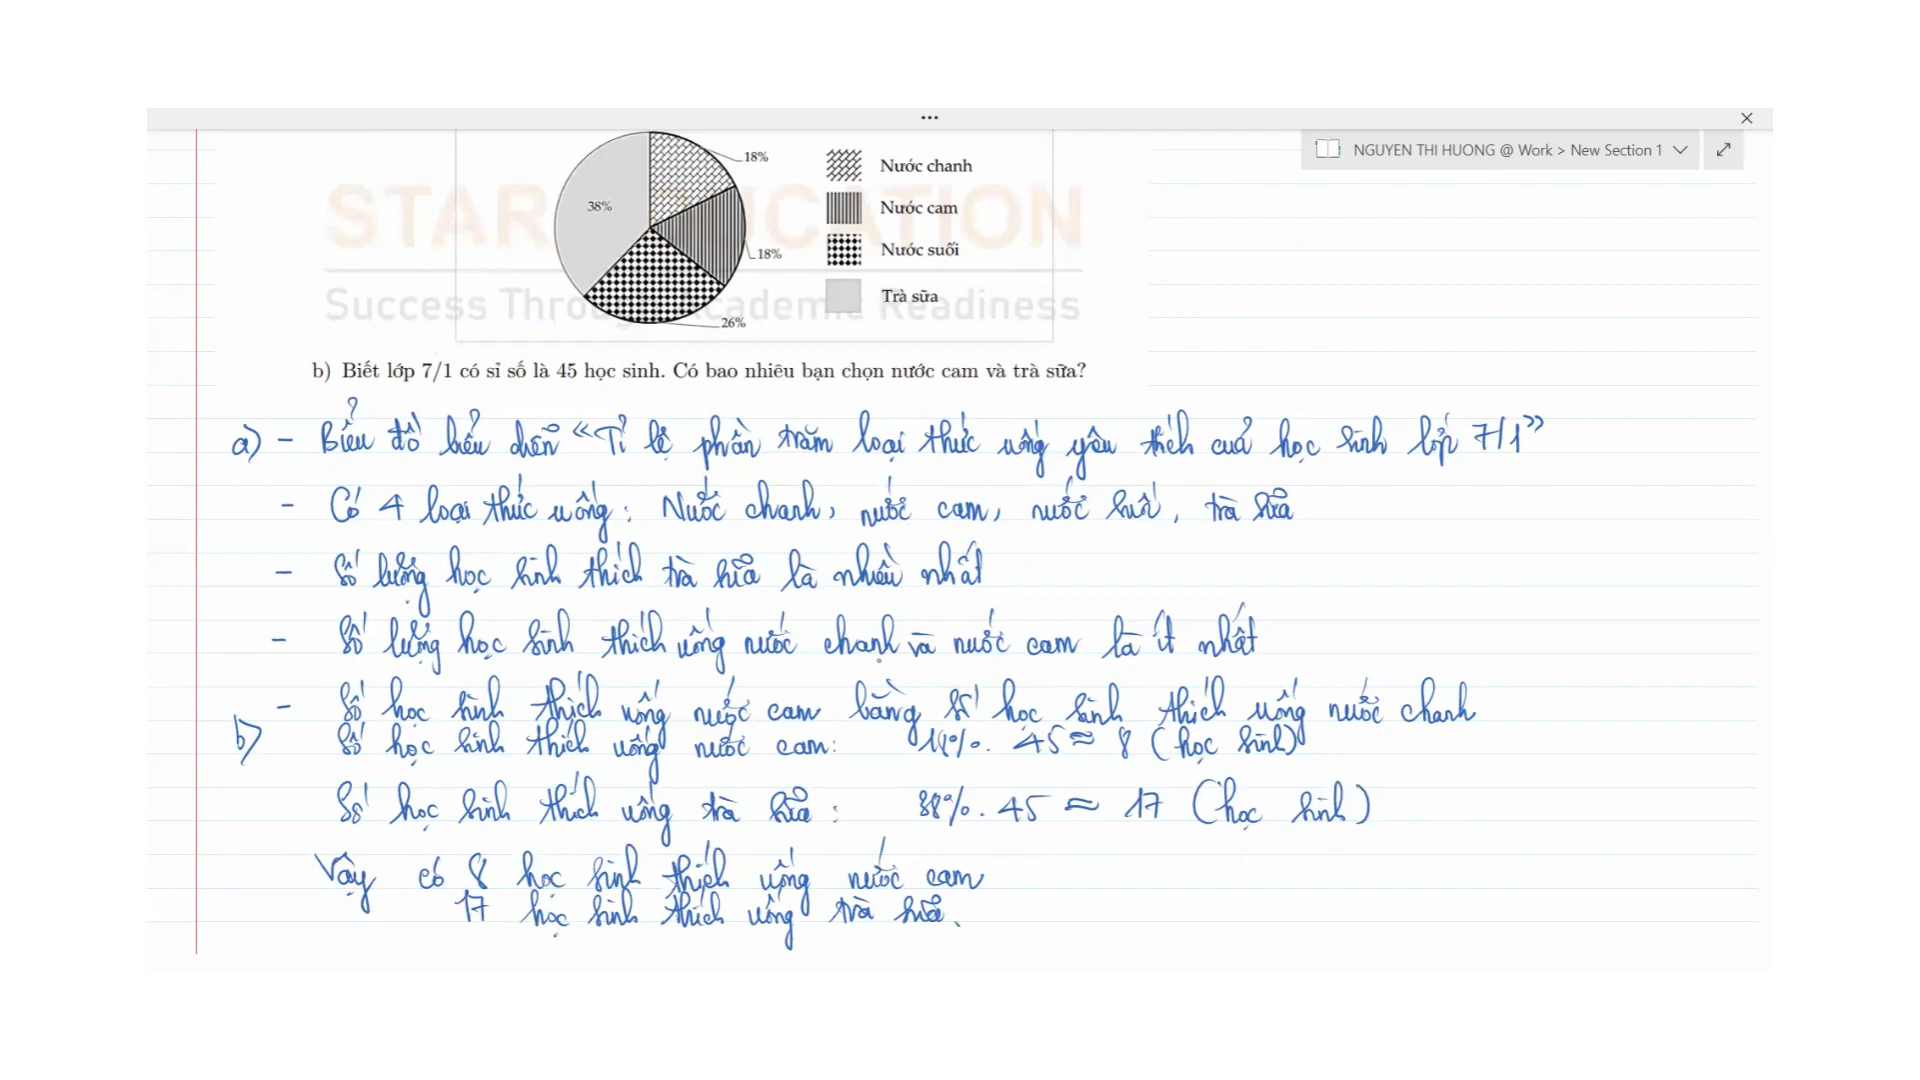 NGUYEN THI HUONG @ Work > New Section 1
18%
Nước chanh
38%
Nước cam
STAR EDUCATION
18%
Nước suối
Trà sữa
Success Through Academic Readiness
26%
b) Biết lớp 7/1 có sỉ số là 45 học sinh. Có bao nhiêu bạn chọn nước cam và trà sữa?
a) - Biểu đồ biểu diễn “Tỉ lệ phần trăm loại thức uống yêu thích của học sinh lớp 7/1”
- Có 4 loại thức uống: Nước chanh, nước cam, nước suối, trà sữa
- Số lượng học sinh thích trà sữa là nhiều nhất
- Số lượng học sinh thích uống nước chanh và nước cam là ít nhất
- Số học sinh thích uống nước cam bằng số học sinh thích uống nước chanh
b) Số học sinh thích uống nước cam: 18%. 45 ≈ 8 (học sinh)
Số học sinh thích uống trà sữa: 38%. 45 ≈ 17 (học sinh)
Vậy có 8 học sinh thích uống nước cam
17 học sinh thích uống trà sữa.